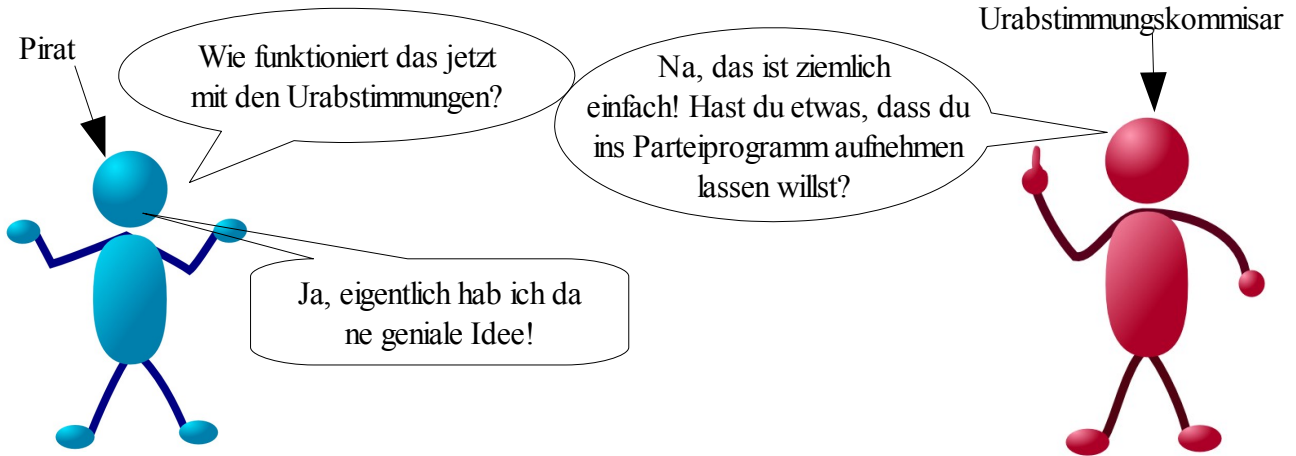 Pirat
Wie funktioniert das jetzt
mit den Urabstimmungen?
Urabstimmungskommisar
Na, das ist ziemlich
einfach! Hast du etwas, dass du
ins Parteiprogramm aufnehmen
lassen willst?
Ja, eigentlich hab ich da
ne geniale Idee!